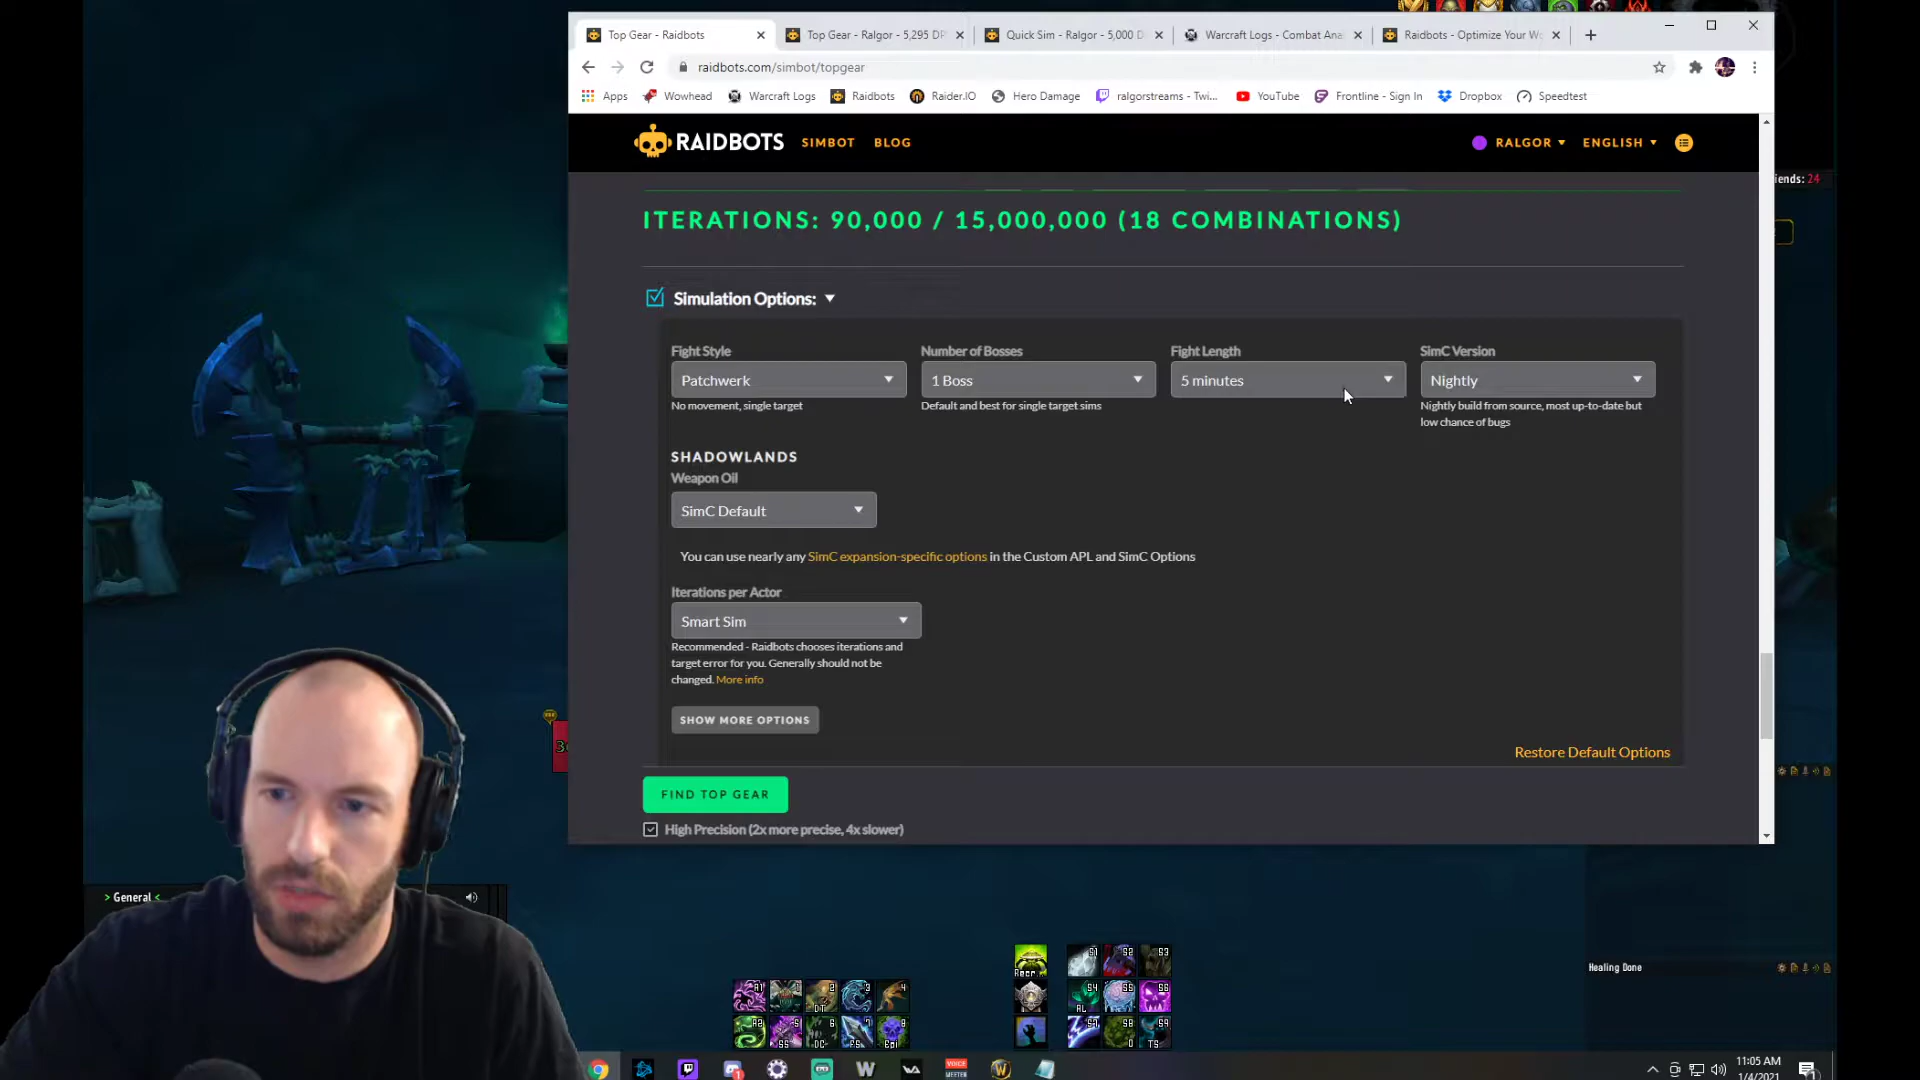 Top Gear - Raidbots
Top Gear - Ralgor - 5,295 DP
Quick Sim - Ralgor - 5,000 D
Warcraft Logs - Combat Ana
Raidbots - Optimize Your Wo
raidbots.com/simbot/topgear
Apps
Wowhead
Warcraft Logs
Raidbots
Raider.IO
Hero Damage
ralgorstreams - Twi...
YouTube
Frontline - Sign In
Dropbox
Speedtest
RAIDBOTS
SIMBOT
BLOG
RALGOR
ENGLISH
iends: 24
ITERATIONS: 90,000 / 15,000,000 (18 COMBINATIONS)
Simulation Options:
Fight Style
Number of Bosses
Fight Length
SimC Version
Patchwerk
1 Boss
5 minutes
Nightly
No movement, single target
Default and best for single target sims
Nightly build from source, most up-to-date but
low chance of bugs
SHADOWLANDS
Weapon Oil
SimC Default
You can use nearly any SimC expansion-specific options in the Custom APL and SimC Options
Iterations per Actor
Smart Sim
Recommended - Raidbots chooses iterations and
target error for you. Generally should not be
changed. More info
SHOW MORE OPTIONS
Restore Default Options
FIND TOP GEAR
High Precision (2x more precise, 4x slower)
> General <
Healing Done
11:05 AM
1/4/2021